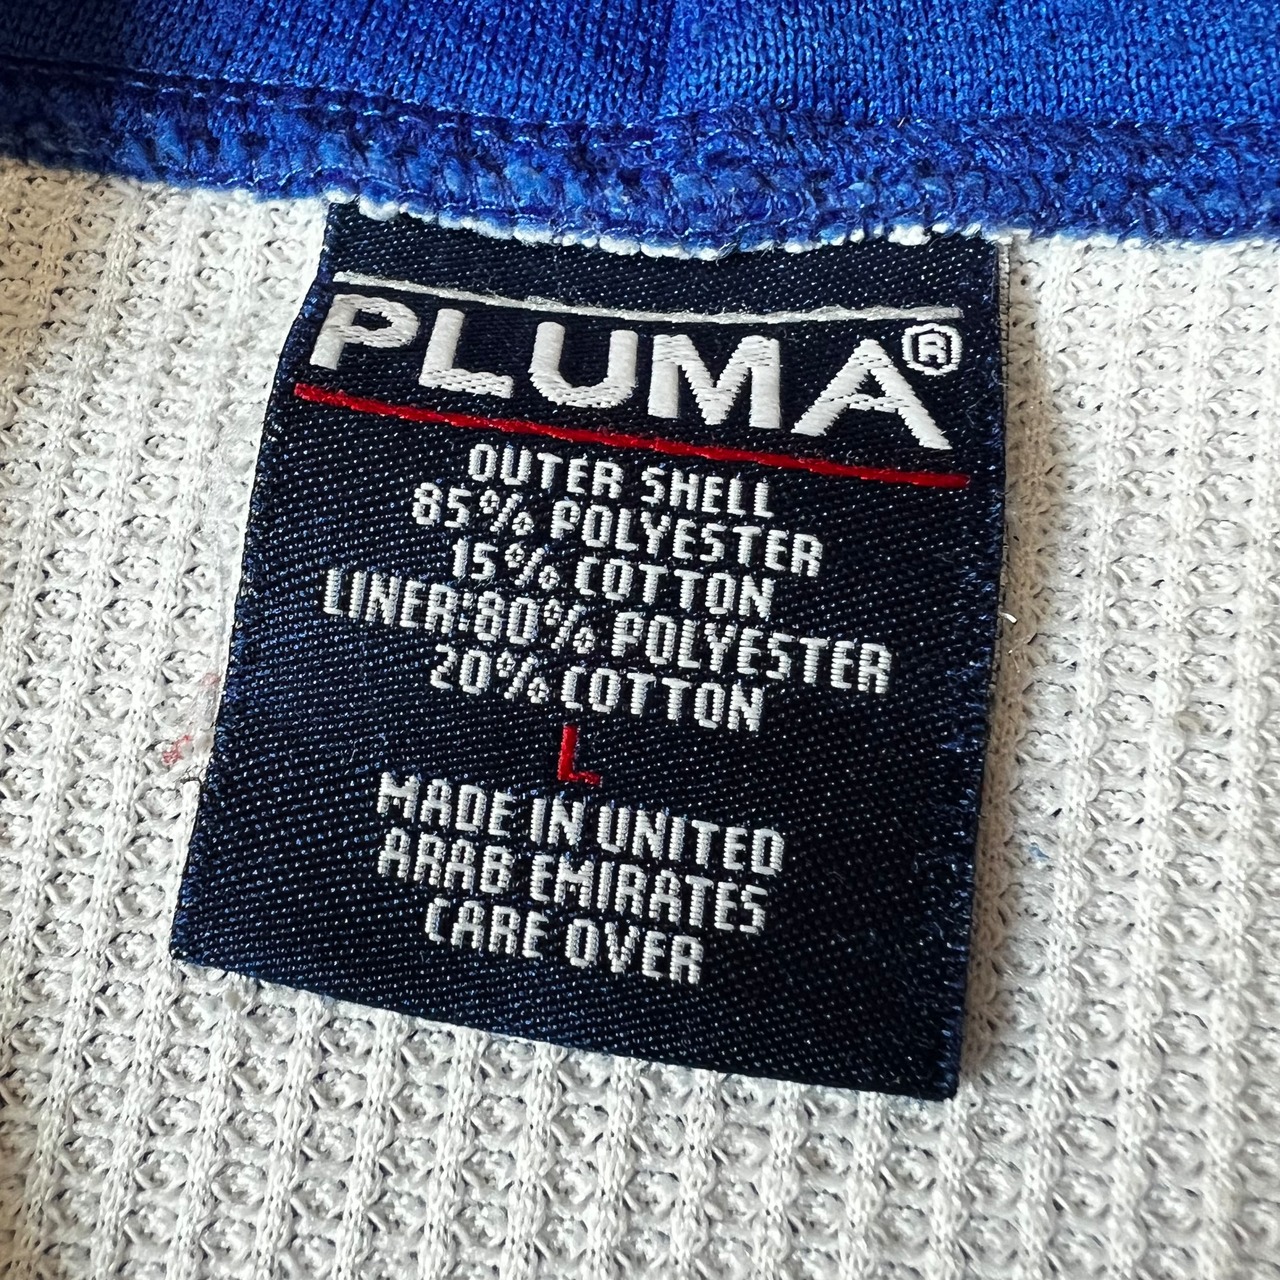 PLUMA®
OUTER SHELL
85% POLYESTER
15% COTTON
LINER:80% POLYESTER
20% COTTON
L
MADE IN UNITED
ARAB EMIRATES
CARE OVER